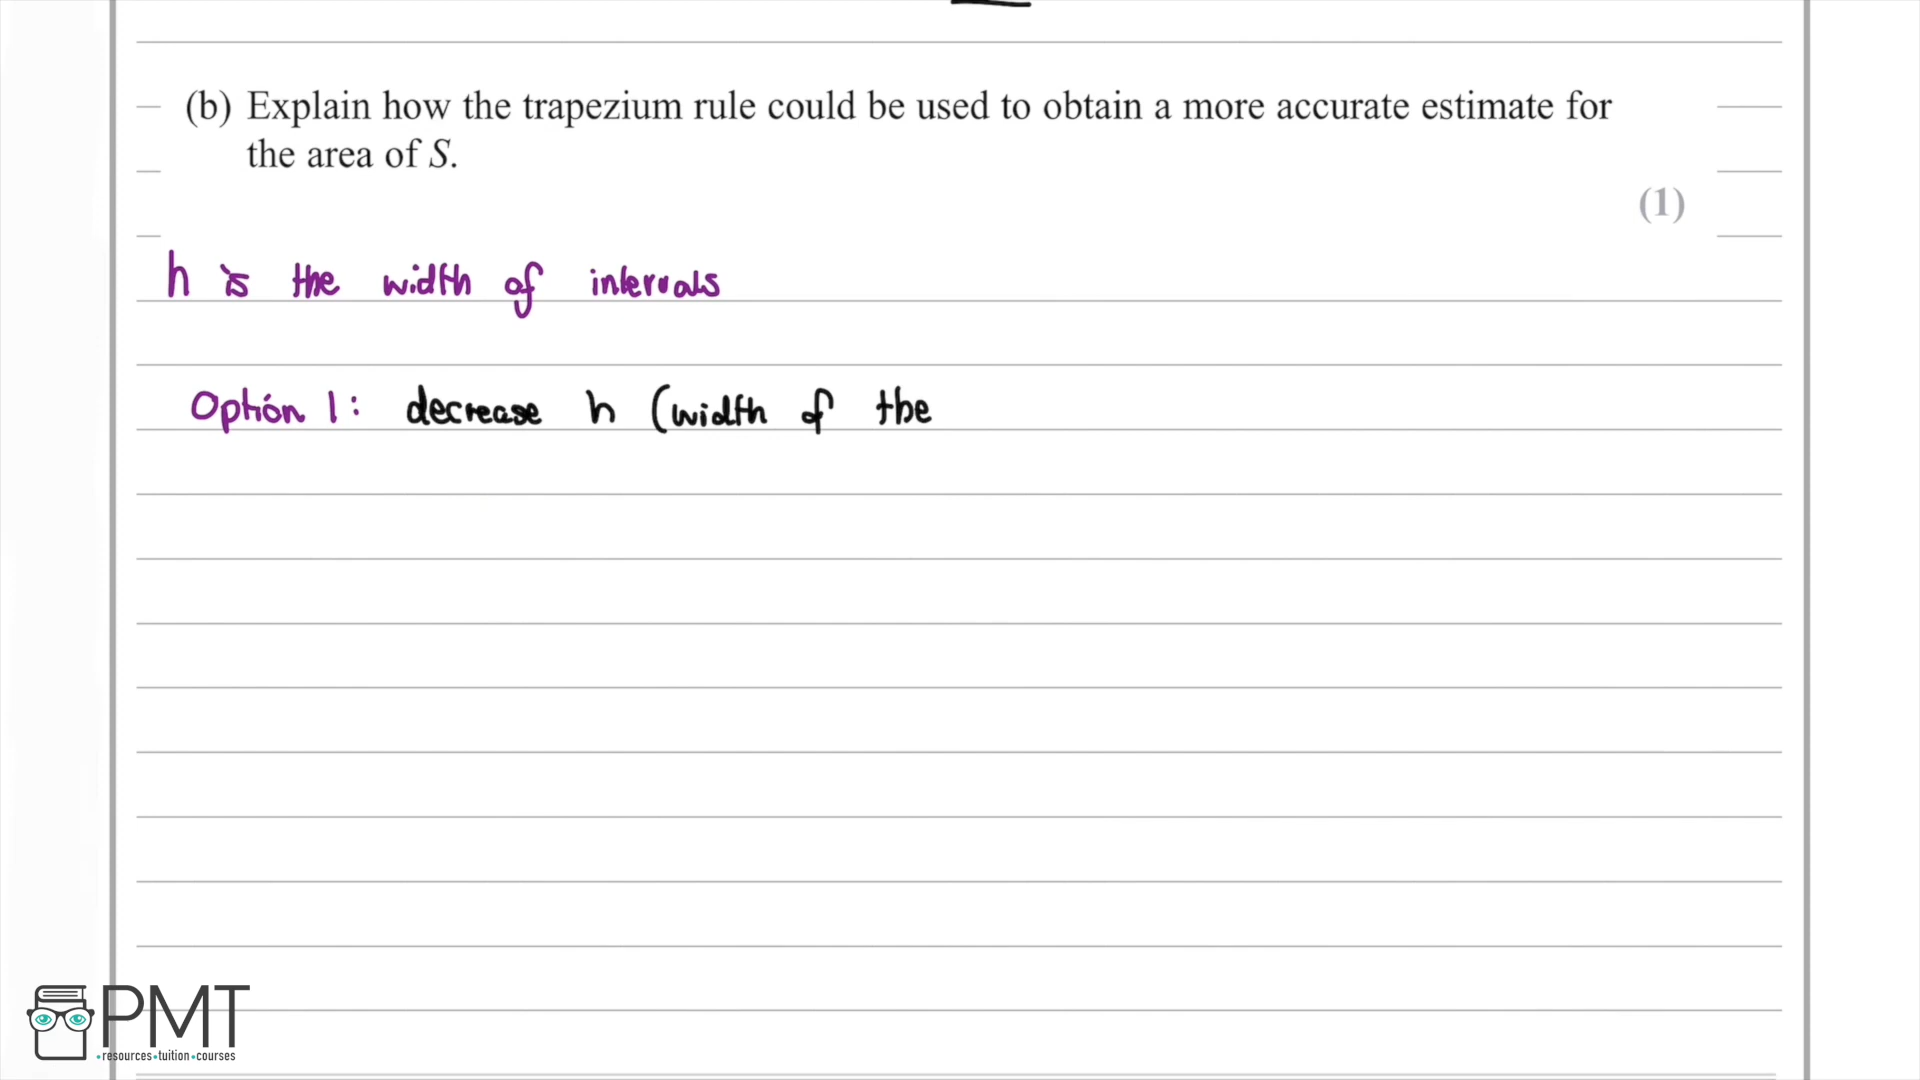 (b) Explain how the trapezium rule could be used to obtain a more accurate estimate for
the area of S.
(1)
h is the width of intervals
Option 1: decrease h (width of the
PMT
•resources•tuition•courses